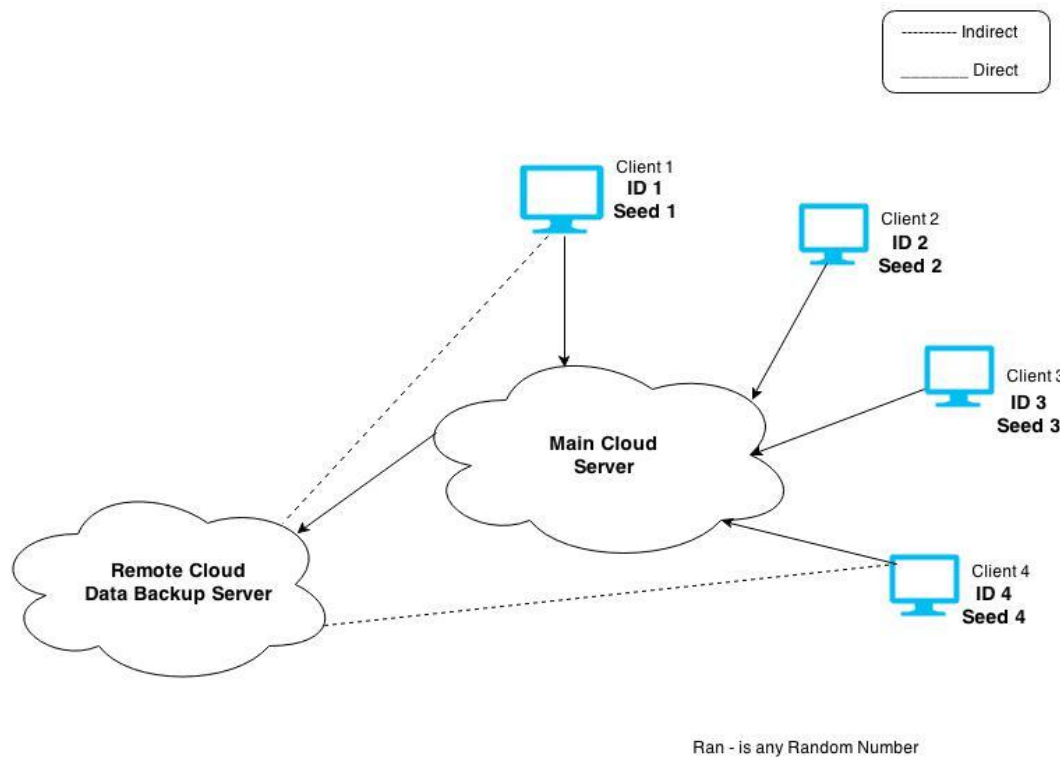 ---------- Indirect
________ Direct
Client 1
ID 1
Seed 1
Client 2
ID 2
Seed 2
Client 3
ID 3
Seed 3
Main Cloud
Server
Remote Cloud
Data Backup Server
Client 4
ID 4
Seed 4
Ran - is any Random Number